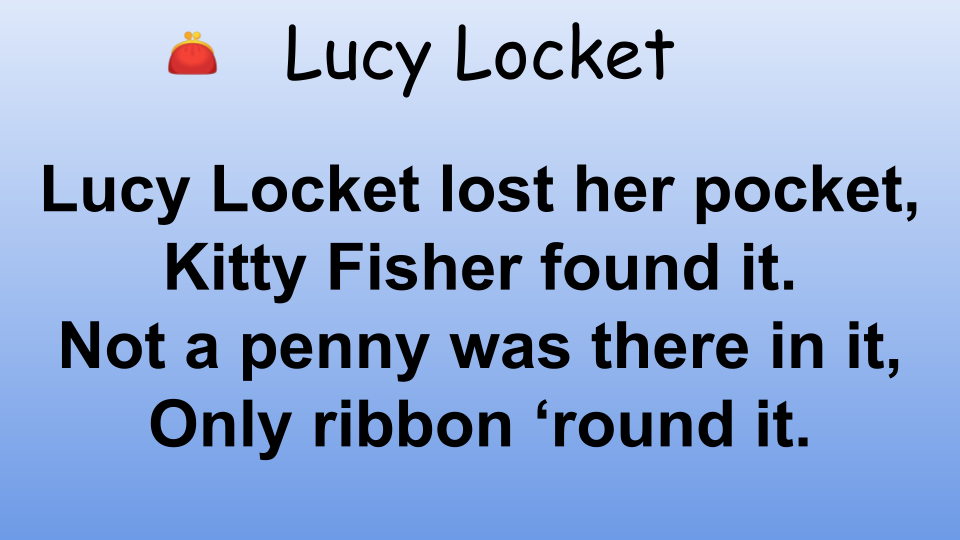 Lucy Locket
Lucy Locket lost her pocket,
Kitty Fisher found it.
Not a penny was there in it,
Only ribbon ‘round it.